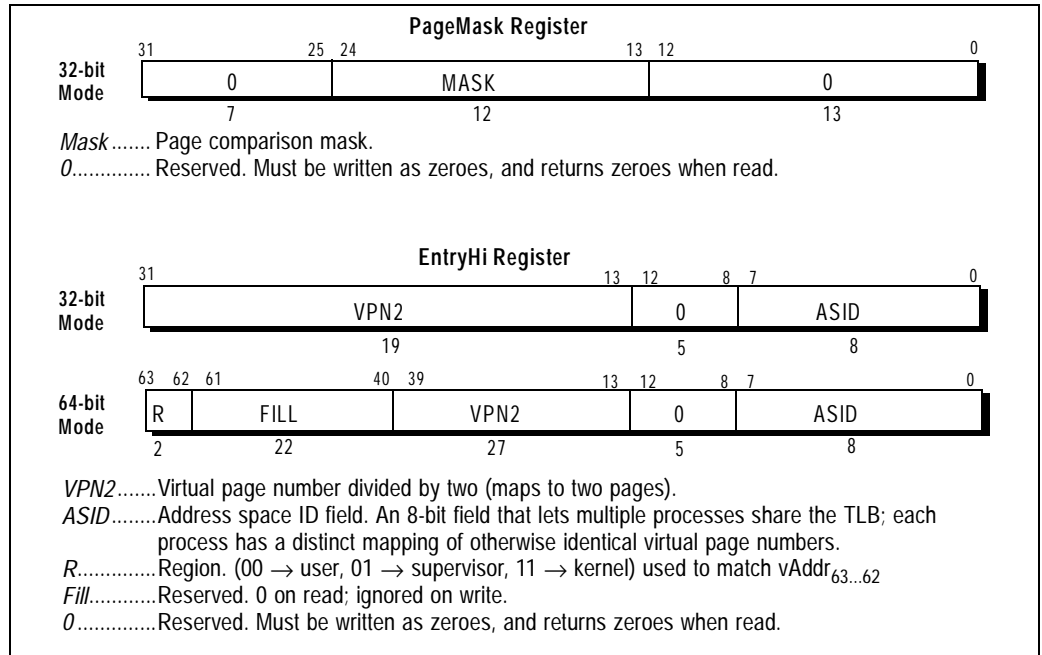 PageMask Register
31 25 24 13 12 0
32-bit Mode 0 MASK 0
7 12 13
Mask ....... Page comparison mask.
0.............. Reserved. Must be written as zeroes, and returns zeroes when read.
EntryHi Register
31 13 12 8 7 0
32-bit Mode VPN2 0 ASID
19 5 8
63 62 61 40 39 13 12 8 7 0
64-bit Mode R FILL VPN2 0 ASID
2 22 27 5 8
VPN2 .......Virtual page number divided by two (maps to two pages).
ASID ........Address space ID field. An 8-bit field that lets multiple processes share the TLB; each
process has a distinct mapping of otherwise identical virtual page numbers.
R.............Region. (00 → user, 01 → supervisor, 11 → kernel) used to match vAddr63...62
Fill............Reserved. 0 on read; ignored on write.
0 ..............Reserved. Must be written as zeroes, and returns zeroes when read.